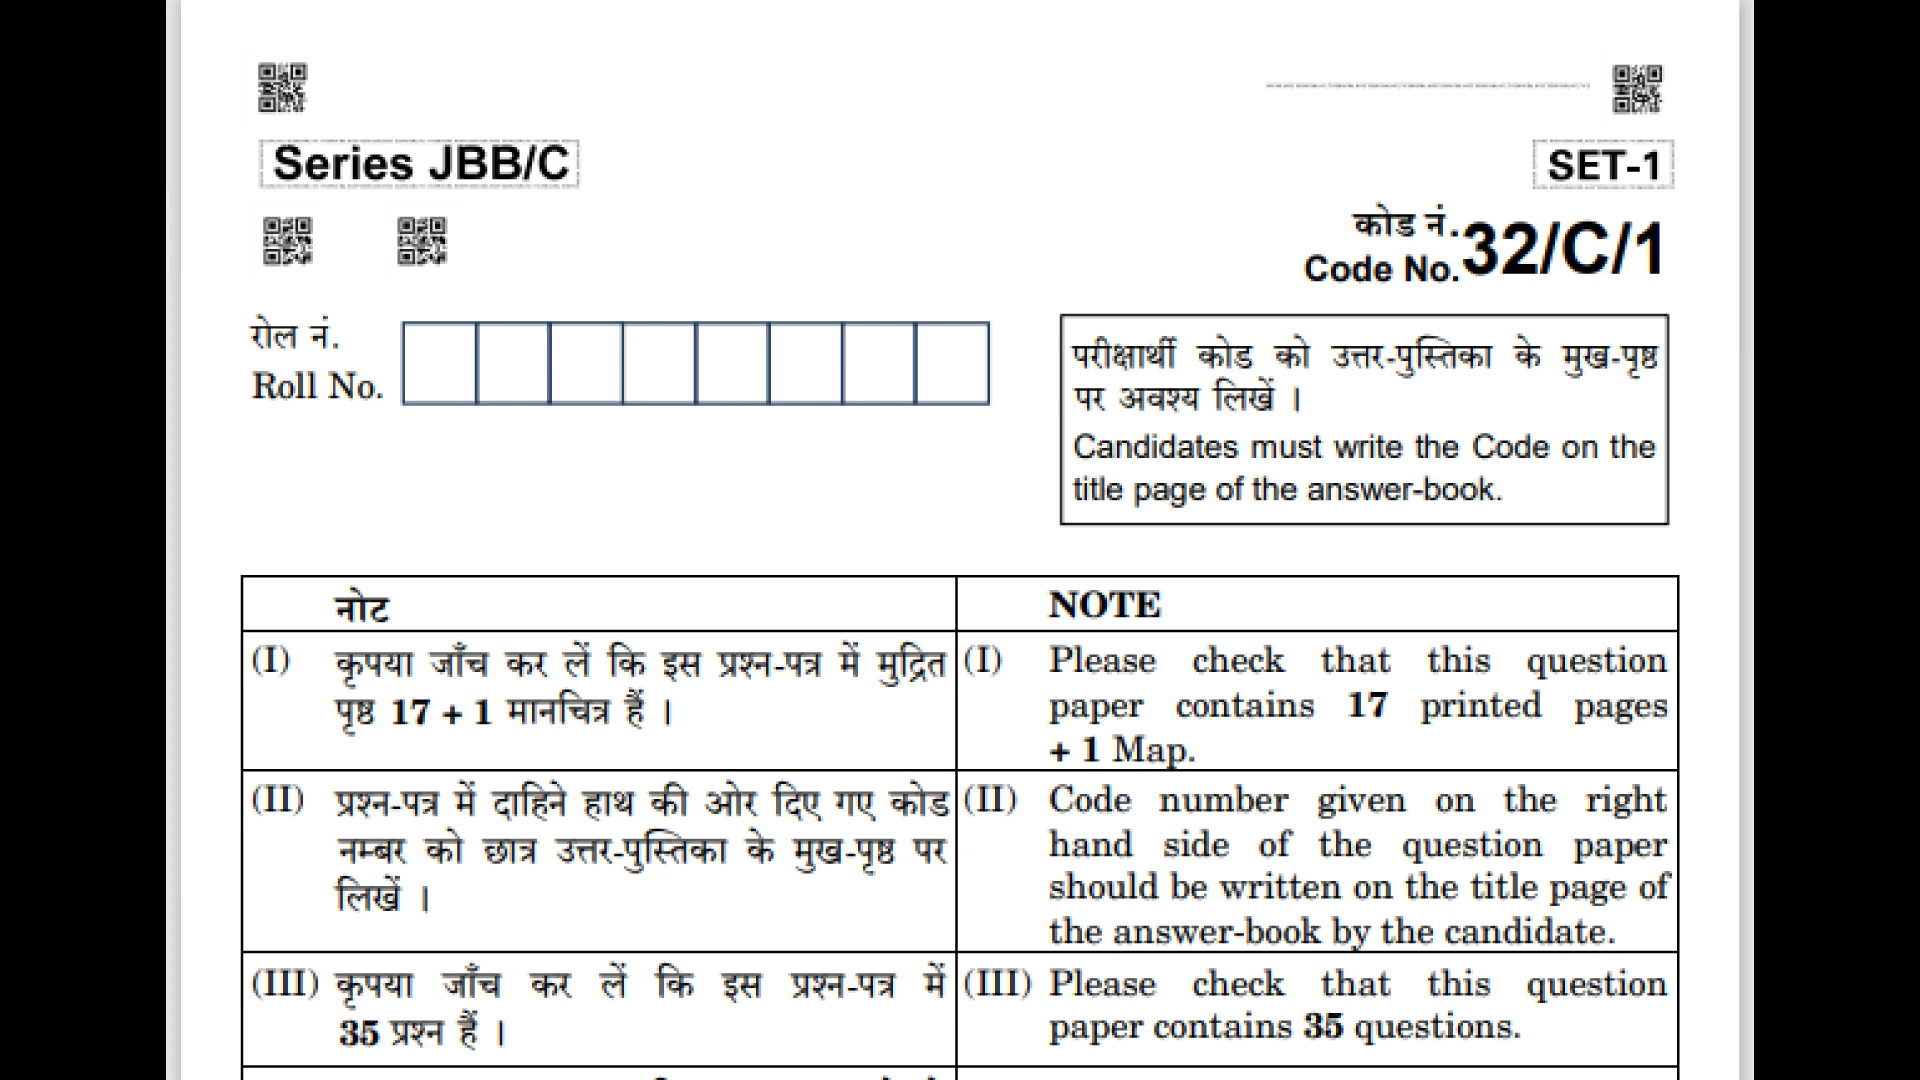 Series JBB/C
SET-1
कोड नं.
Code No. 32/C/1
रोल नं.
Roll No.
परीक्षार्थी कोड को उत्तर-पुस्तिका के मुख-पृष्ठ
पर अवश्य लिखें ।
Candidates must write the Code on the
title page of the answer-book.
नोट
NOTE
(I) कृपया जाँच कर लें कि इस प्रश्न-पत्र में मुद्रित
पृष्ठ 17 + 1 मानचित्र हैं ।
(I) Please check that this question
paper contains 17 printed pages
+ 1 Map.
(II) प्रश्न-पत्र में दाहिने हाथ की ओर दिए गए कोड
नम्बर को छात्र उत्तर-पुस्तिका के मुख-पृष्ठ पर
लिखें ।
(II) Code number given on the right
hand side of the question paper
should be written on the title page of
the answer-book by the candidate.
(III) कृपया जाँच कर लें कि इस प्रश्न-पत्र में
35 प्रश्न हैं ।
(III) Please check that this question
paper contains 35 questions.